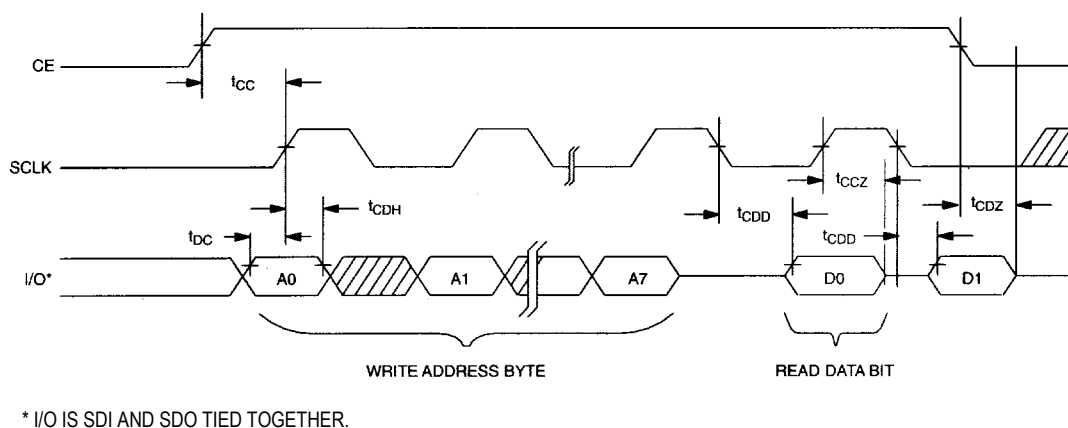 CE
tCC
SCLK
tCCZ
tCDH
tCDD
tCDZ
tDC
tCDD
I/O*
A0
A1
A7
D0
D1
WRITE ADDRESS BYTE
READ DATA BIT
* I/O IS SDI AND SDO TIED TOGETHER.